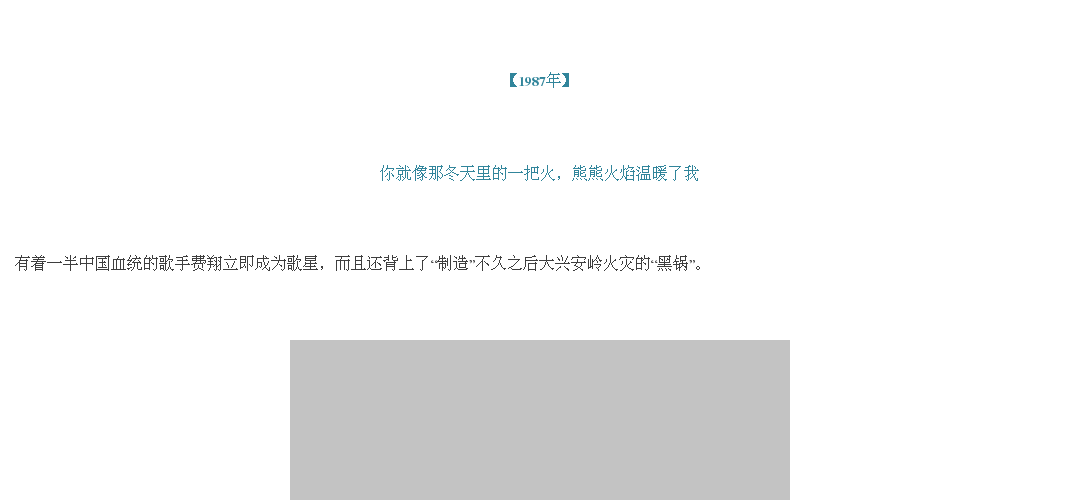 【1987年】
你就像那冬天里的一把火，熊熊火焰温暖了我
有着一半中国血统的歌手费翔立即成为歌星，而且还背上了“制造”不久之后大兴安岭火灾的“黑锅”。